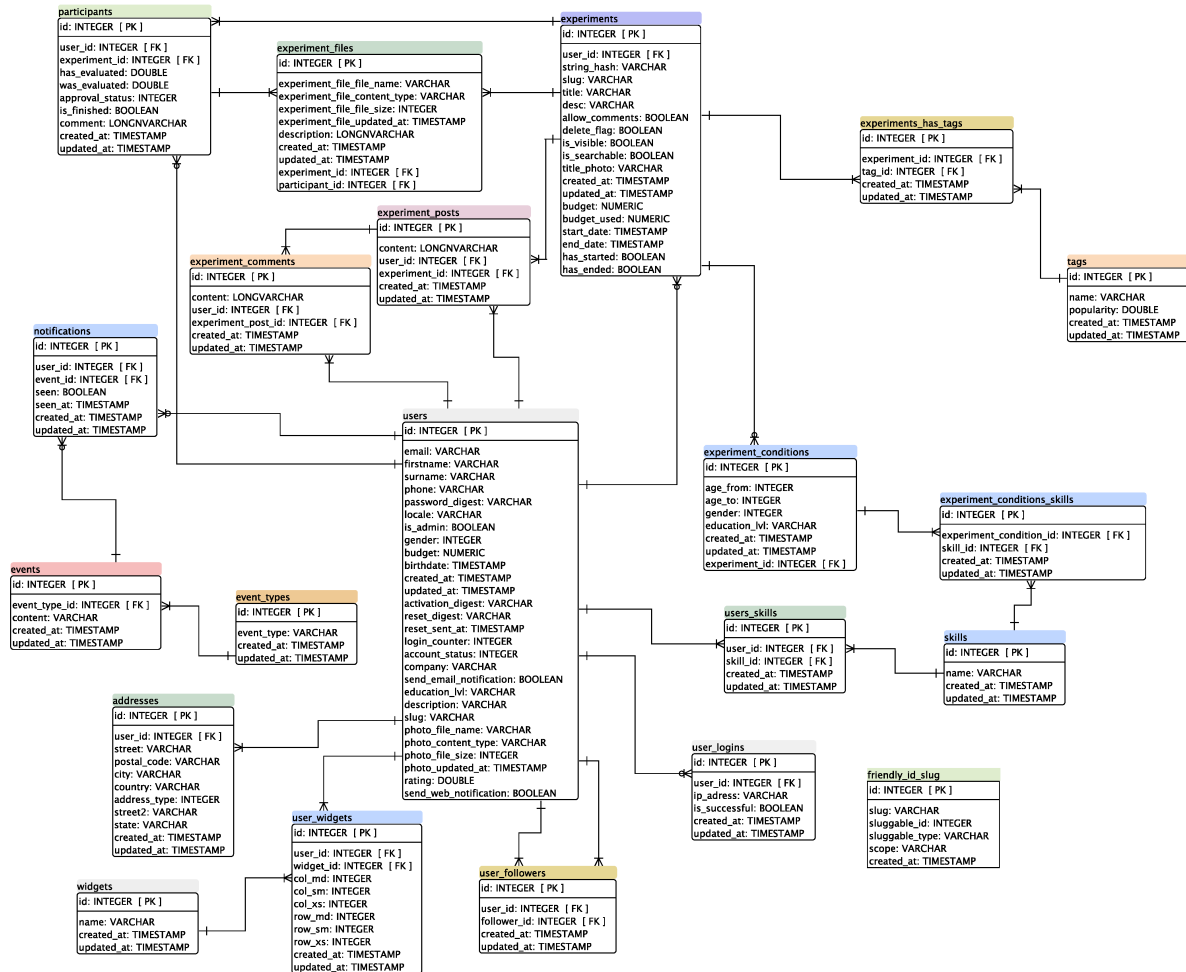 participants
id: INTEGER [ PK ]
user_id: INTEGER [ FK ]
experiment_id: INTEGER [ FK ]
has_evaluated: DOUBLE
was_evaluated: DOUBLE
approval_status: INTEGER
is_finished: BOOLEAN
comment: LONGNVARCHAR
created_at: TIMESTAMP
updated_at: TIMESTAMP
experiment_files
id: INTEGER [ PK ]
experiment_file_file_name: VARCHAR
experiment_file_content_type: VARCHAR
experiment_file_file_size: INTEGER
experiment_file_updated_at: TIMESTAMP
description: LONGNVARCHAR
created_at: TIMESTAMP
updated_at: TIMESTAMP
experiment_id: INTEGER [ FK ]
participant_id: INTEGER [ FK ]
experiments
id: INTEGER [ PK ]
user_id: INTEGER [ FK ]
string_hash: VARCHAR
slug: VARCHAR
title: VARCHAR
desc: VARCHAR
allow_comments: BOOLEAN
delete_flag: BOOLEAN
is_visible: BOOLEAN
is_searchable: BOOLEAN
title_photo: VARCHAR
created_at: TIMESTAMP
updated_at: TIMESTAMP
budget: NUMERIC
budget_used: NUMERIC
start_date: TIMESTAMP
end_date: TIMESTAMP
has_started: BOOLEAN
has_ended: BOOLEAN
experiments_has_tags
id: INTEGER [ PK ]
experiment_id: INTEGER [ FK ]
tag_id: INTEGER [ FK ]
created_at: TIMESTAMP
updated_at: TIMESTAMP
experiment_posts
id: INTEGER [ PK ]
content: LONGNVARCHAR
user_id: INTEGER [ FK ]
experiment_id: INTEGER [ FK ]
created_at: TIMESTAMP
updated_at: TIMESTAMP
experiment_comments
id: INTEGER [ PK ]
content: LONGVARCHAR
user_id: INTEGER [ FK ]
experiment_post_id: INTEGER [ FK ]
created_at: TIMESTAMP
updated_at: TIMESTAMP
tags
id: INTEGER [ PK ]
name: VARCHAR
popularity: DOUBLE
created_at: TIMESTAMP
updated_at: TIMESTAMP
notifications
id: INTEGER [ PK ]
user_id: INTEGER [ FK ]
event_id: INTEGER [ FK ]
seen: BOOLEAN
seen_at: TIMESTAMP
created_at: TIMESTAMP
updated_at: TIMESTAMP
users
id: INTEGER [ PK ]
email: VARCHAR
firstname: VARCHAR
surname: VARCHAR
phone: VARCHAR
password_digest: VARCHAR
locale: VARCHAR
is_admin: BOOLEAN
gender: INTEGER
budget: NUMERIC
birthdate: TIMESTAMP
created_at: TIMESTAMP
updated_at: TIMESTAMP
activation_digest: VARCHAR
reset_digest: VARCHAR
reset_sent_at: TIMESTAMP
login_counter: INTEGER
account_status: INTEGER
company: VARCHAR
send_email_notification: BOOLEAN
education_lvl: VARCHAR
description: VARCHAR
slug: VARCHAR
photo_file_name: VARCHAR
photo_content_type: VARCHAR
photo_file_size: INTEGER
photo_updated_at: TIMESTAMP
rating: DOUBLE
send_web_notification: BOOLEAN
experiment_conditions
id: INTEGER [ PK ]
age_from: INTEGER
age_to: INTEGER
gender: INTEGER
education_lvl: VARCHAR
created_at: TIMESTAMP
updated_at: TIMESTAMP
experiment_id: INTEGER [ FK ]
experiment_conditions_skills
id: INTEGER [ PK ]
experiment_condition_id: INTEGER [ FK ]
skill_id: INTEGER [ FK ]
created_at: TIMESTAMP
updated_at: TIMESTAMP
events
id: INTEGER [ PK ]
event_type_id: INTEGER [ FK ]
content: VARCHAR
created_at: TIMESTAMP
updated_at: TIMESTAMP
event_types
id: INTEGER [ PK ]
event_type: VARCHAR
created_at: TIMESTAMP
updated_at: TIMESTAMP
users_skills
id: INTEGER [ PK ]
user_id: INTEGER [ FK ]
skill_id: INTEGER [ FK ]
created_at: TIMESTAMP
updated_at: TIMESTAMP
skills
id: INTEGER [ PK ]
name: VARCHAR
created_at: TIMESTAMP
updated_at: TIMESTAMP
addresses
id: INTEGER [ PK ]
user_id: INTEGER [ FK ]
street: VARCHAR
postal_code: VARCHAR
city: VARCHAR
country: VARCHAR
address_type: INTEGER
street2: VARCHAR
state: VARCHAR
created_at: TIMESTAMP
updated_at: TIMESTAMP
user_logins
id: INTEGER [ PK ]
user_id: INTEGER [ FK ]
ip_adress: VARCHAR
is_successful: BOOLEAN
created_at: TIMESTAMP
updated_at: TIMESTAMP
friendly_id_slug
id: INTEGER [ PK ]
slug: VARCHAR
sluggable_id: INTEGER
sluggable_type: VARCHAR
scope: VARCHAR
created_at: TIMESTAMP
user_widgets
id: INTEGER [ PK ]
user_id: INTEGER [ FK ]
widget_id: INTEGER [ FK ]
col_md: INTEGER
col_sm: INTEGER
col_xs: INTEGER
row_md: INTEGER
row_sm: INTEGER
row_xs: INTEGER
created_at: TIMESTAMP
updated_at: TIMESTAMP
user_followers
id: INTEGER [ PK ]
user_id: INTEGER [ FK ]
follower_id: INTEGER [ FK ]
created_at: TIMESTAMP
updated_at: TIMESTAMP
widgets
id: INTEGER [ PK ]
name: VARCHAR
created_at: TIMESTAMP
updated_at: TIMESTAMP